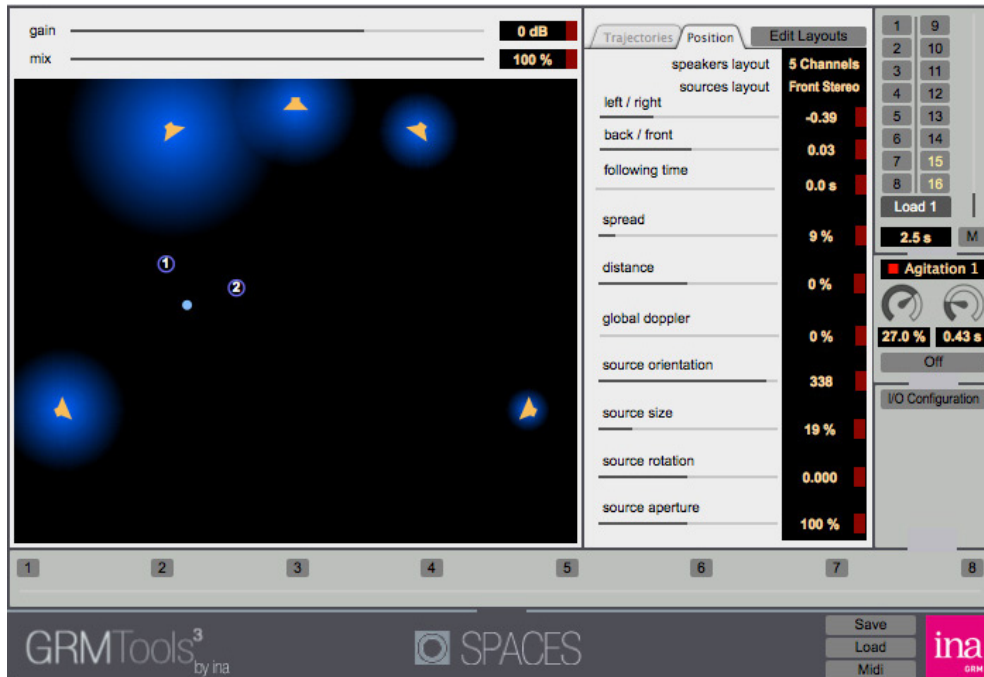 gain 0 dB
mix 100 %
1
2
Trajectories Position Edit Layouts
speakers layout 5 Channels
sources layout Front Stereo
left / right -0.39
back / front 0.03
following time 0.0 s
spread 9 %
distance 0 %
global doppler 0 %
source orientation 338
source size 19 %
source rotation 0.000
source aperture 100 %
1 9
2 10
3 11
4 12
5 13
6 14
7 15
8 16
Load 1
2.5 s M
Agitation 1
27.0 % 0.43 s
Off
I/O Configuration
1 2 3 4 5 6 7 8
GRMTools3
by ina
SPACES
Save
Load
Midi
ina
GRM